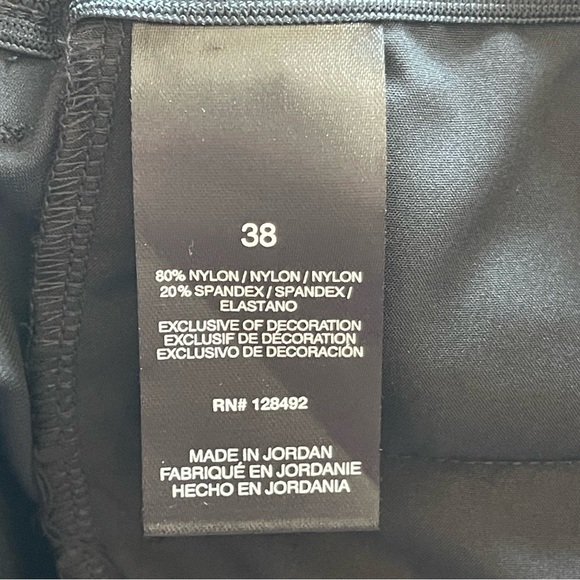 38
80% NYLON / NYLON / NYLON
20% SPANDEX / SPANDEX /
ELASTANO
EXCLUSIVE OF DECORATION
EXCLUSIF DE DÉCORATION
EXCLUSIVO DE DECORACIÓN
RN# 128492
MADE IN JORDAN
FABRIQUÉ EN JORDANIE
HECHO EN JORDANIA